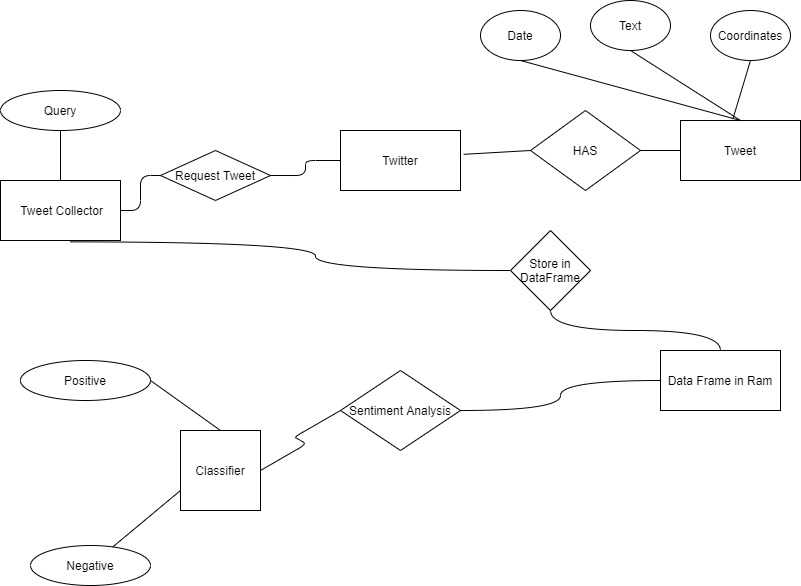 Date
Text
Coordinates
Query
Request Tweet
Twitter
HAS
Tweet
Tweet Collector
Store in
DataFrame
Positive
Sentiment Analysis
Data Frame in Ram
Classifier
Negative